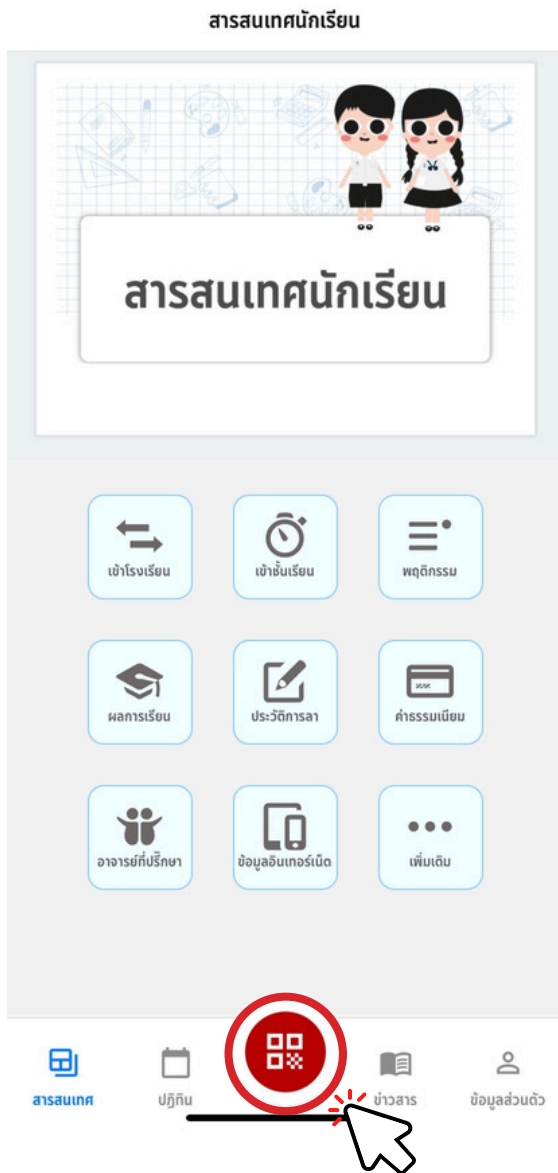 สารสนเทศนักเรียน
สารสนเทศนักเรียน
เข้าโรงเรียน
เข้าชั้นเรียน
พฤติกรรม
ผลการเรียน
ประวัติการลา
ค่าธรรมเนียม
อาจารย์ที่ปรึกษา
ข้อมูลอินเทอร์เน็ต
เพิ่มเติม
สารสนเทศ
ปฏิทิน
ข่าวสาร
ข้อมูลส่วนตัว